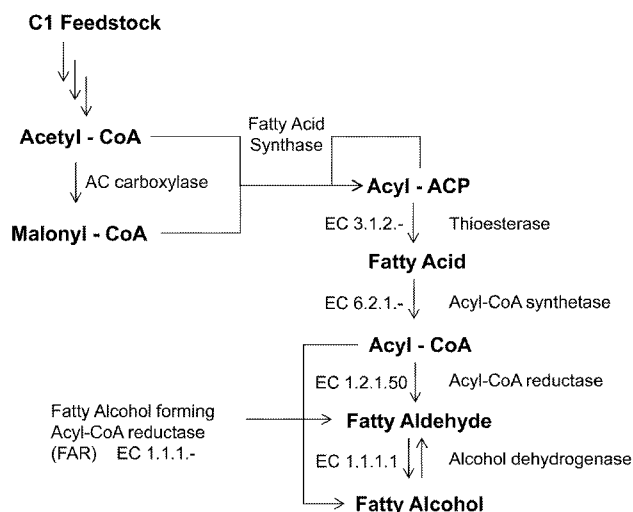 C1 Feedstock
Acetyl - CoA
Fatty Acid
Synthase
AC carboxylase
Acyl - ACP
Malonyl - CoA
EC 3.1.2.- Thioesterase
Fatty Acid
EC 6.2.1.- Acyl-CoA synthetase
Acyl - CoA
EC 1.2.1.50 Acyl-CoA reductase
Fatty Alcohol forming
Acyl-CoA reductase
(FAR) EC 1.1.1.-
Fatty Aldehyde
EC 1.1.1.1 Alcohol dehydrogenase
Fatty Alcohol